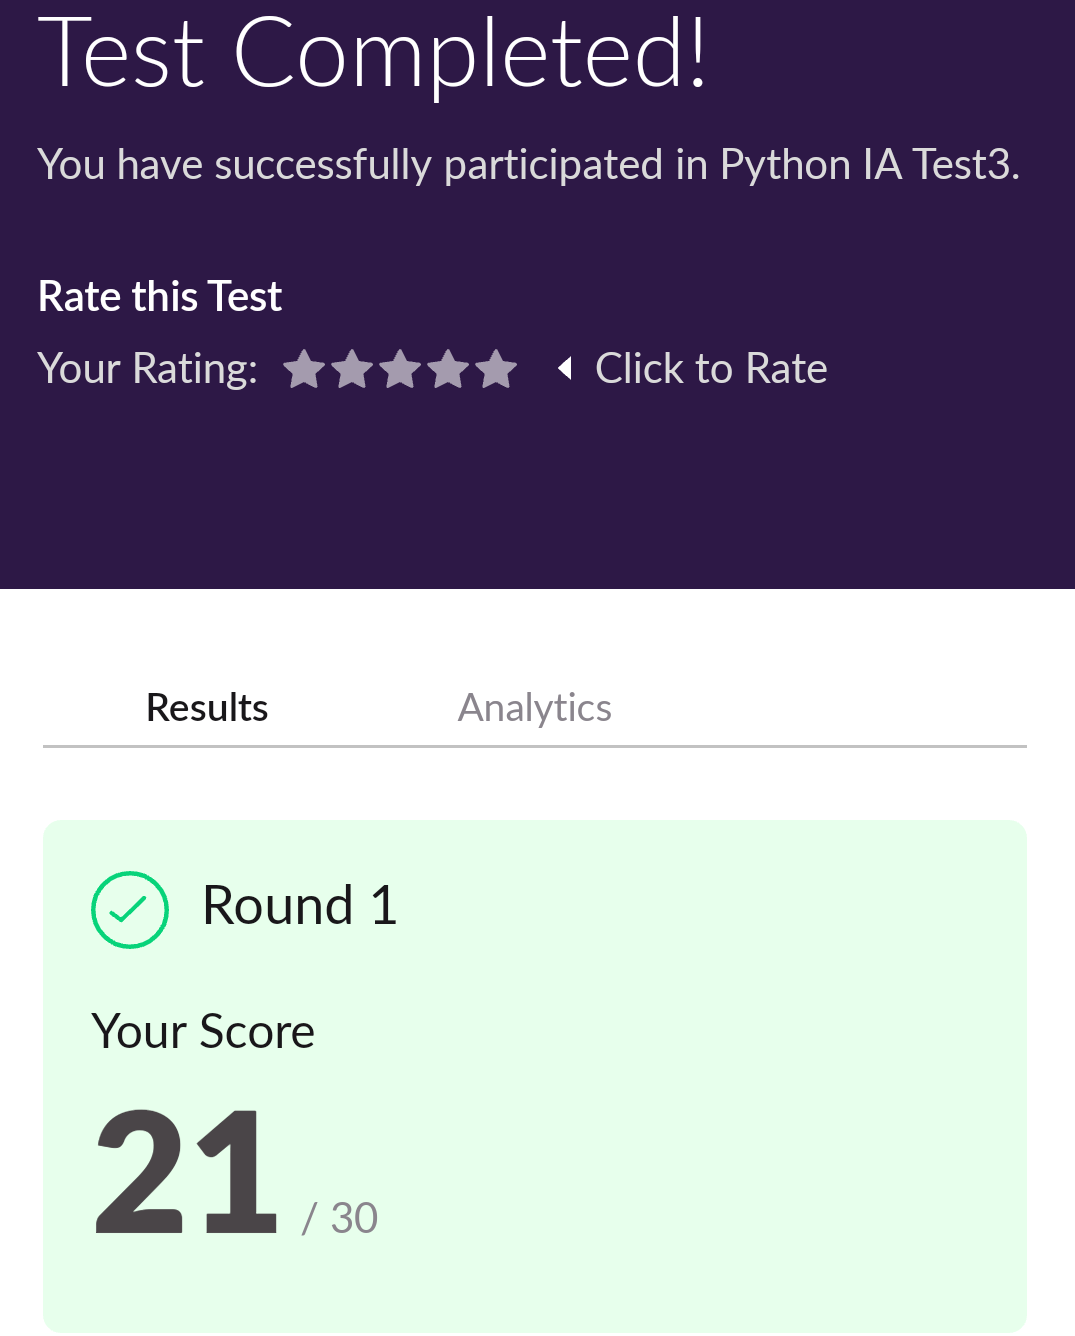 Test Completed!
You have successfully participated in Python IA Test3.
Rate this Test
Your Rating: Click to Rate
Results Analytics
Round 1
Your Score
21 / 30